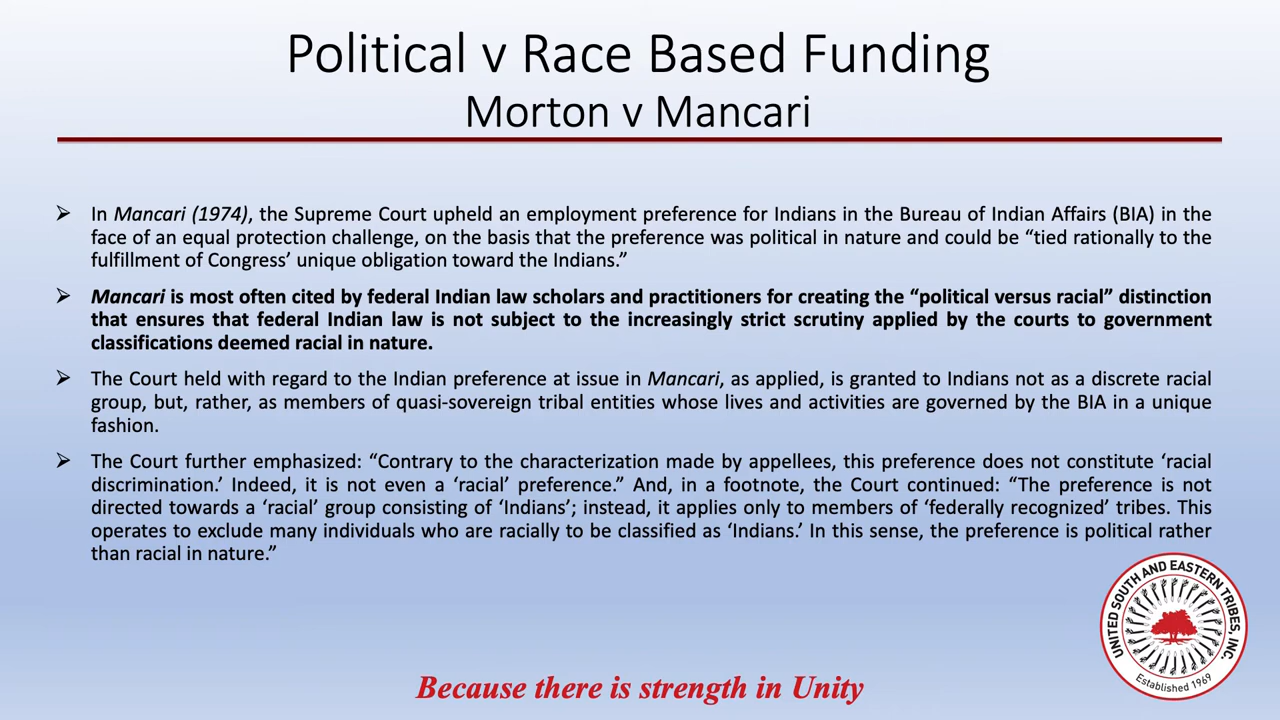 Political v Race Based Funding
Morton v Mancari
➢ In Mancari (1974), the Supreme Court upheld an employment preference for Indians in the Bureau of Indian Affairs (BIA) in the
face of an equal protection challenge, on the basis that the preference was political in nature and could be “tied rationally to the
fulfillment of Congress’ unique obligation toward the Indians.”
➢ Mancari is most often cited by federal Indian law scholars and practitioners for creating the “political versus racial” distinction
that ensures that federal Indian law is not subject to the increasingly strict scrutiny applied by the courts to government
classifications deemed racial in nature.
➢ The Court held with regard to the Indian preference at issue in Mancari, as applied, is granted to Indians not as a discrete racial
group, but, rather, as members of quasi-sovereign tribal entities whose lives and activities are governed by the BIA in a unique
fashion.
➢ The Court further emphasized: “Contrary to the characterization made by appellees, this preference does not constitute ‘racial
discrimination.’ Indeed, it is not even a ‘racial’ preference.” And, in a footnote, the Court continued: “The preference is not
directed towards a ‘racial’ group consisting of ‘Indians’; instead, it applies only to members of ‘federally recognized’ tribes. This
operates to exclude many individuals who are racially to be classified as ‘Indians.’ In this sense, the preference is political rather
than racial in nature.”
UNITED SOUTH AND EASTERN TRIBES, INC.
Established 1969
Because there is strength in Unity